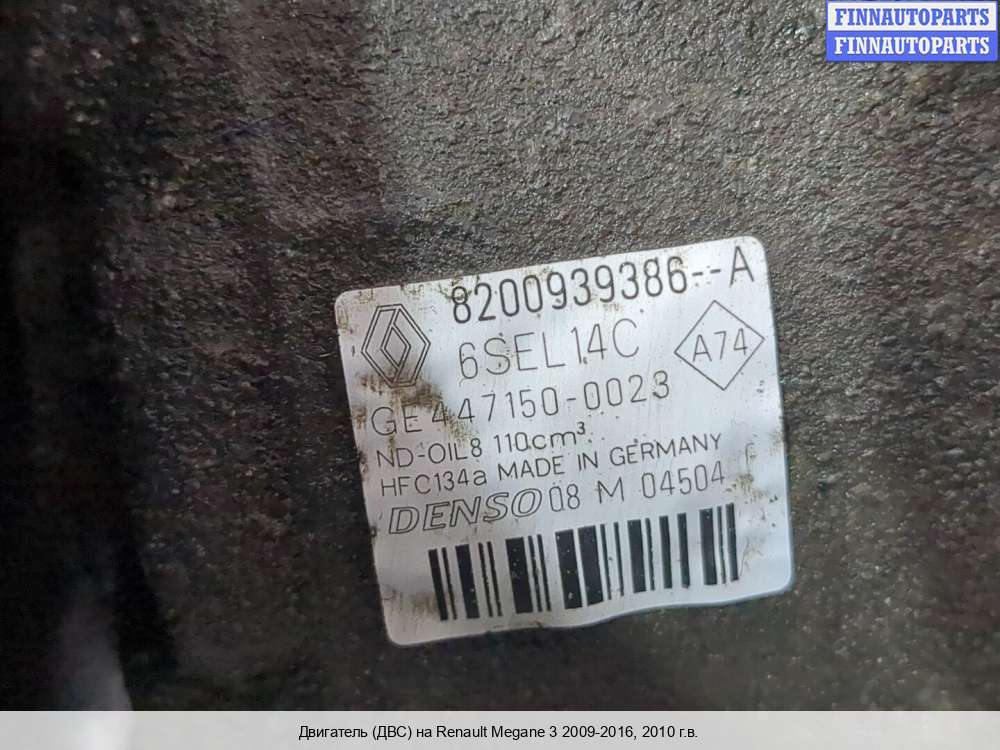 FINNAUTOPARTS
FINNAUTOPARTS
8200939386--A
6SEL14C
A74
GE447150-0023
ND-OIL8 110cm³
HFC134a MADE IN GERMANY
DENSO 08 M 04504
Двигатель (ДВС) на Renault Megane 3 2009-2016, 2010 г.в.